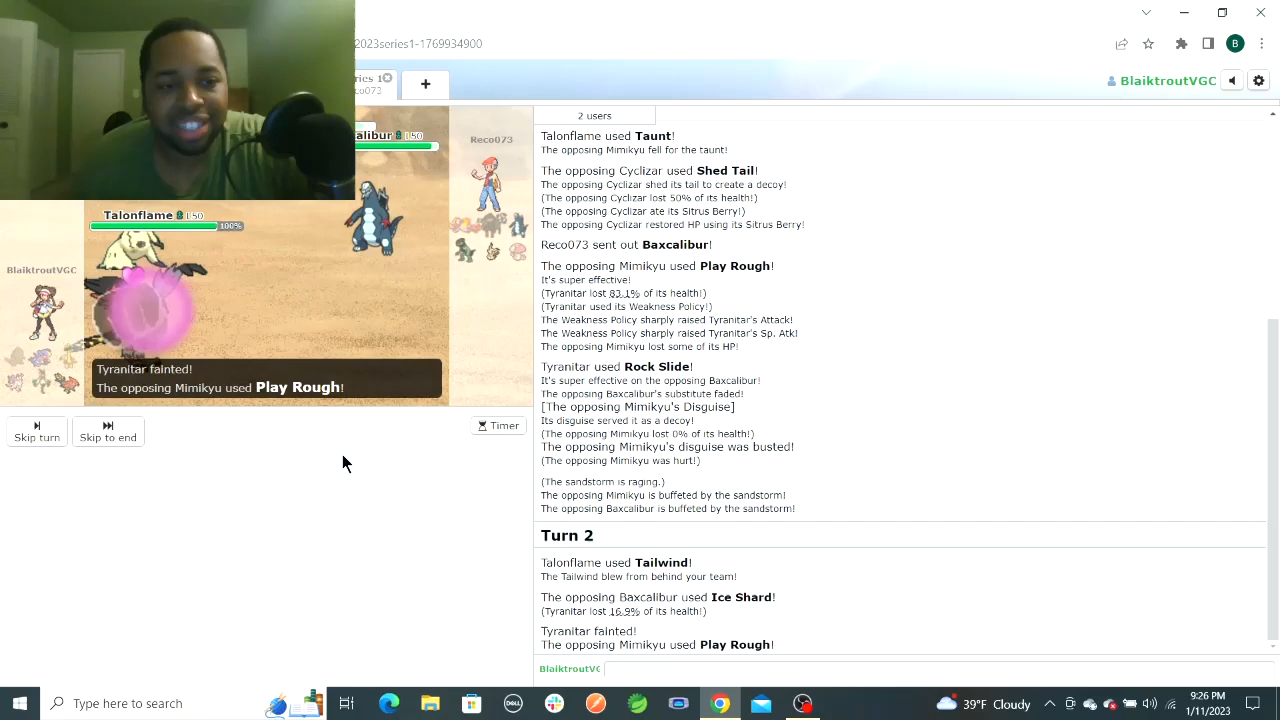 2023series1-1769934900
ries 1
co073
+
BlaiktroutVGC
B
2 users
alibur L50
Reco073
Talonflame L50
100%
BlaiktroutVGC
Tyranitar fainted!
The opposing Mimikyu used Play Rough!
Skip turn
Skip to end
Timer
Talonflame used Taunt!
The opposing Mimikyu fell for the taunt!
The opposing Cyclizar used Shed Tail!
The opposing Cyclizar shed its tail to create a decoy!
(The opposing Cyclizar lost 50% of its health!)
(The opposing Cyclizar ate its Sitrus Berry!)
(The opposing Cyclizar restored HP using its Sitrus Berry!)
Reco073 sent out Baxcalibur!
The opposing Mimikyu used Play Rough!
It's super effective!
(Tyranitar lost 83.1% of its health!)
(Tyranitar used its Weakness Policy!)
The Weakness Policy sharply raised Tyranitar's Attack!
The Weakness Policy sharply raised Tyranitar's Sp. Atk!
The opposing Mimikyu lost some of its HP!
Tyranitar used Rock Slide!
It's super effective on the opposing Baxcalibur!
The opposing Baxcalibur's substitute faded!
[The opposing Mimikyu's Disguise]
Its disguise served it as a decoy!
(The opposing Mimikyu lost 0% of its health!)
The opposing Mimikyu's disguise was busted!
(The opposing Mimikyu was hurt!)
(The sandstorm is raging.)
The opposing Mimikyu is buffeted by the sandstorm!
The opposing Baxcalibur is buffeted by the sandstorm!
Turn 2
Talonflame used Tailwind!
The Tailwind blew from behind your team!
The opposing Baxcalibur used Ice Shard!
(Tyranitar lost 16.9% of its health!)
Tyranitar fainted!
The opposing Mimikyu used Play Rough!
BlaiktroutVG
Type here to search
DELL
39°F Cloudy
9:26 PM
1/11/2023